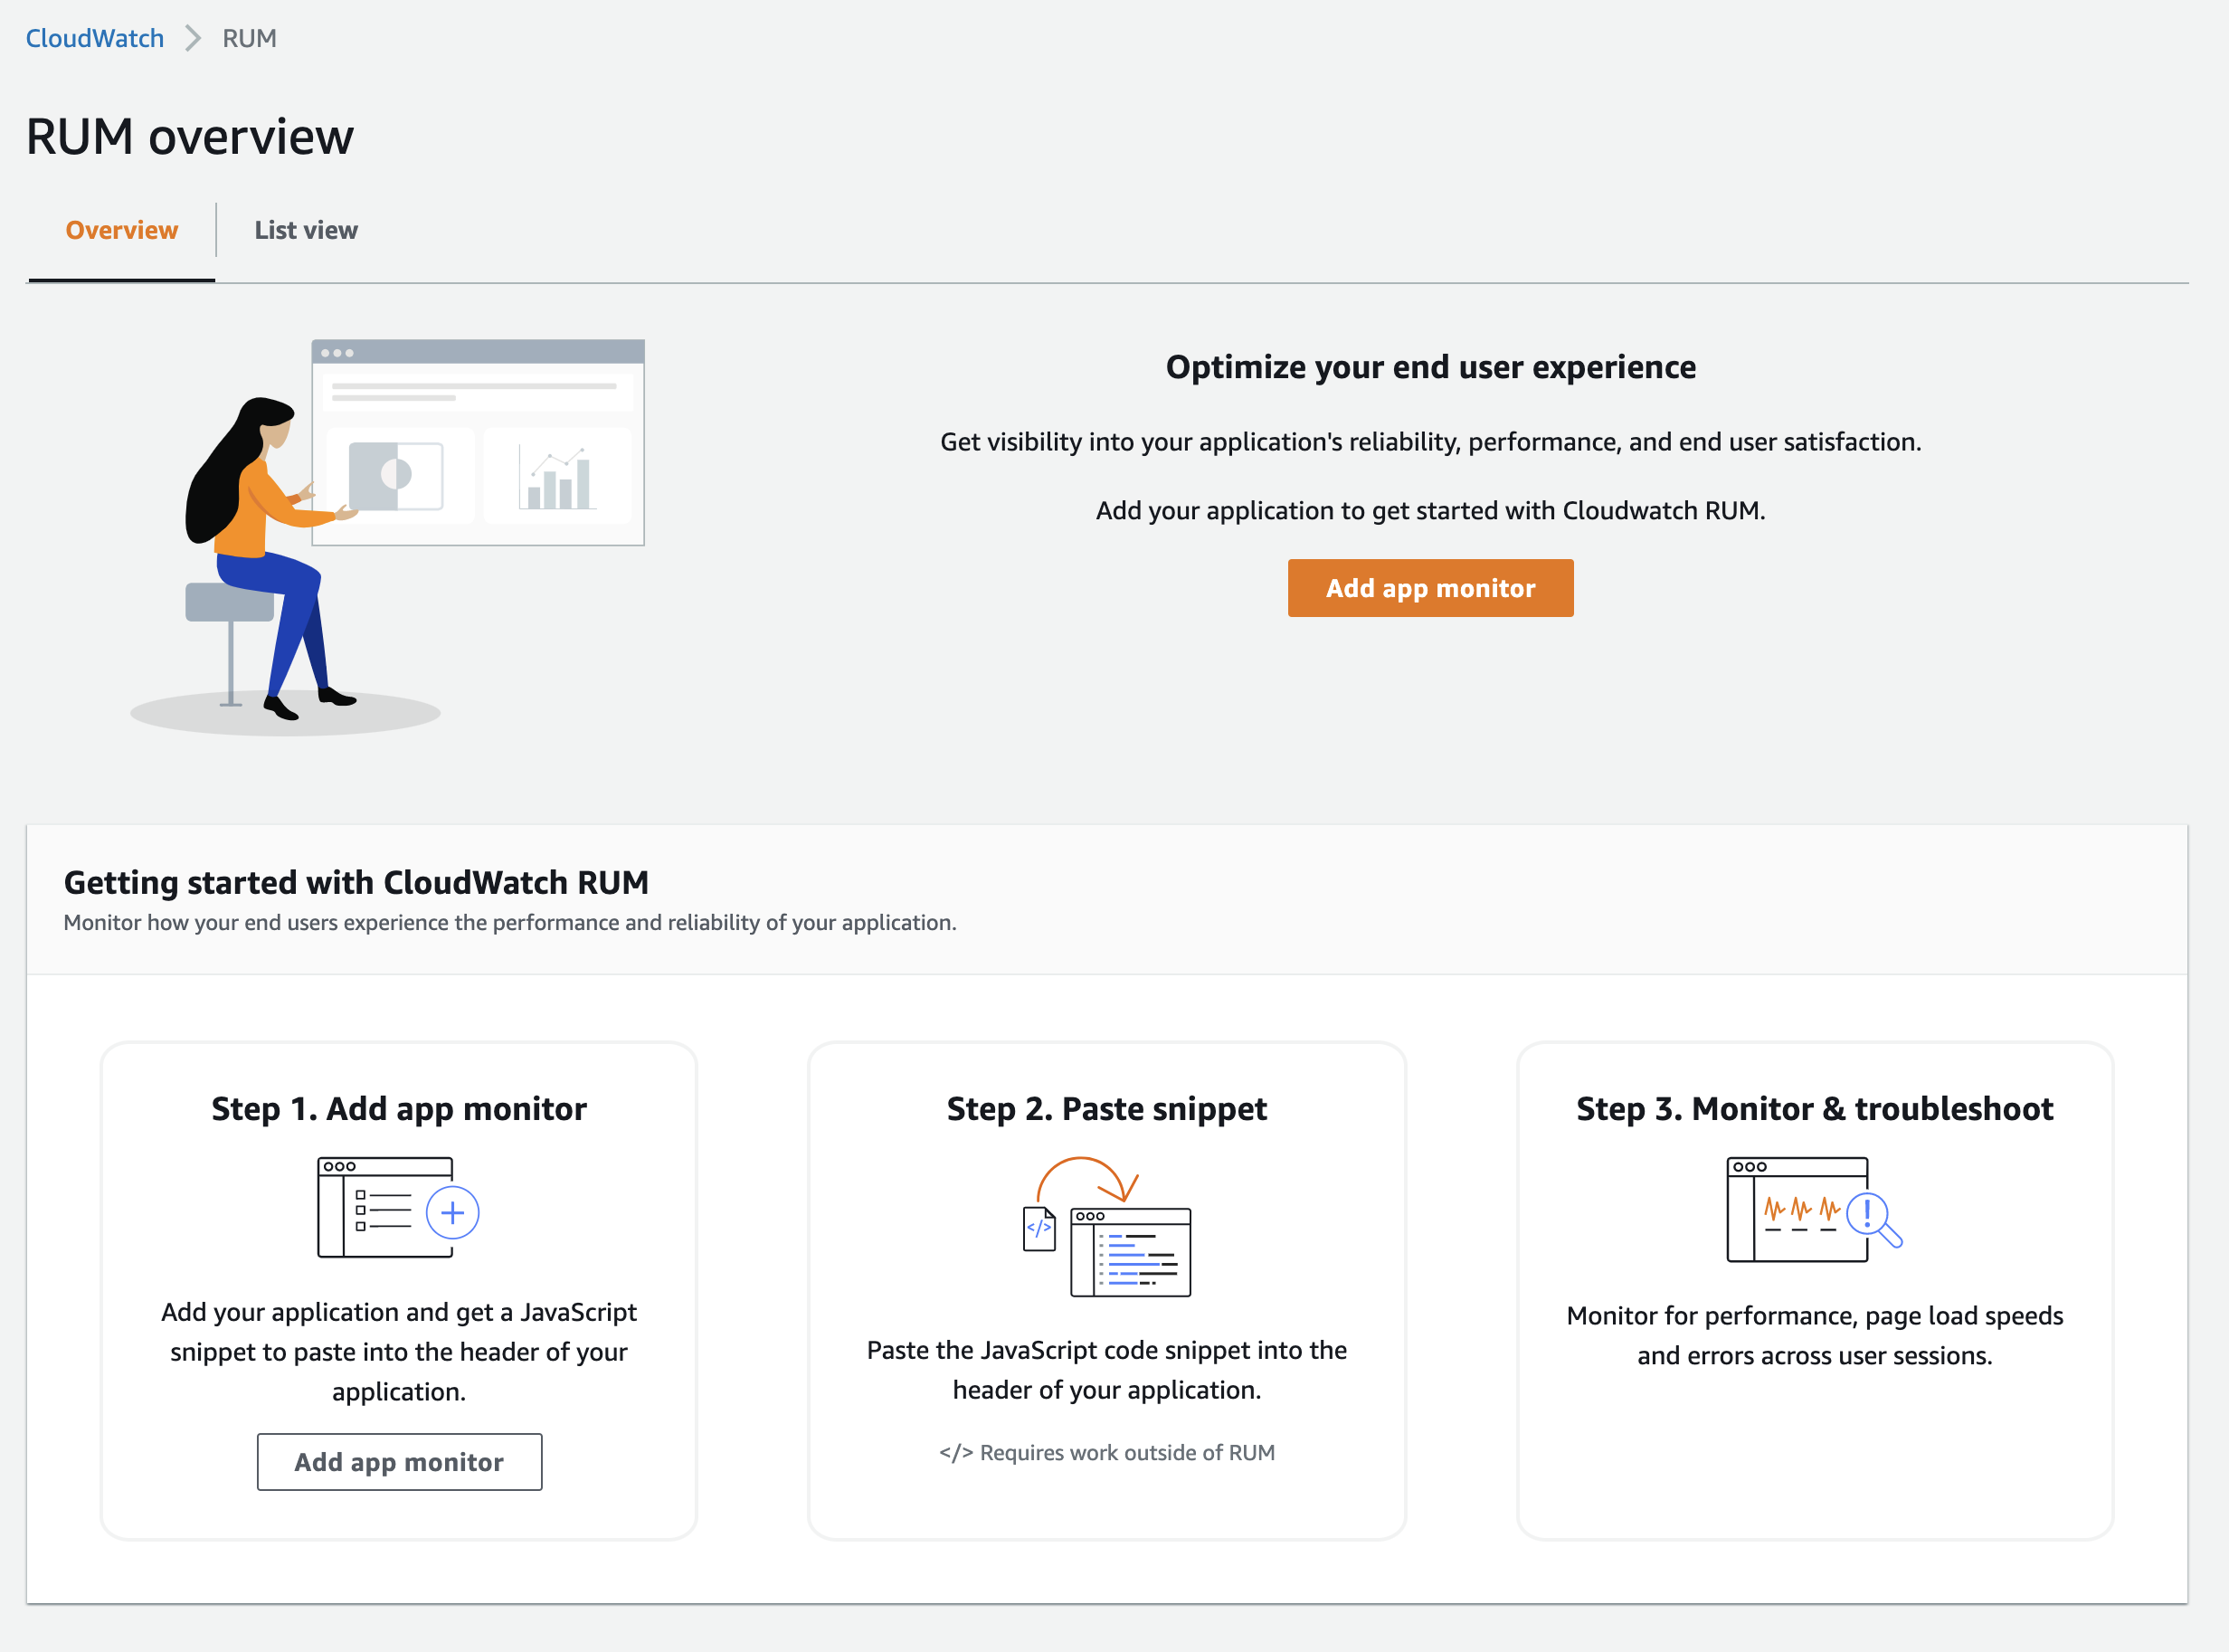 CloudWatch > RUM
RUM overview
Overview
List view
Optimize your end user experience
Get visibility into your application's reliability, performance, and end user satisfaction.
Add your application to get started with Cloudwatch RUM.
Add app monitor
Getting started with CloudWatch RUM
Monitor how your end users experience the performance and reliability of your application.
Step 1. Add app monitor
Add your application and get a JavaScript
snippet to paste into the header of your
application.
Add app monitor
Step 2. Paste snippet
</>
Paste the JavaScript code snippet into the
header of your application.
</> Requires work outside of RUM
Step 3. Monitor & troubleshoot
!
Monitor for performance, page load speeds
and errors across user sessions.